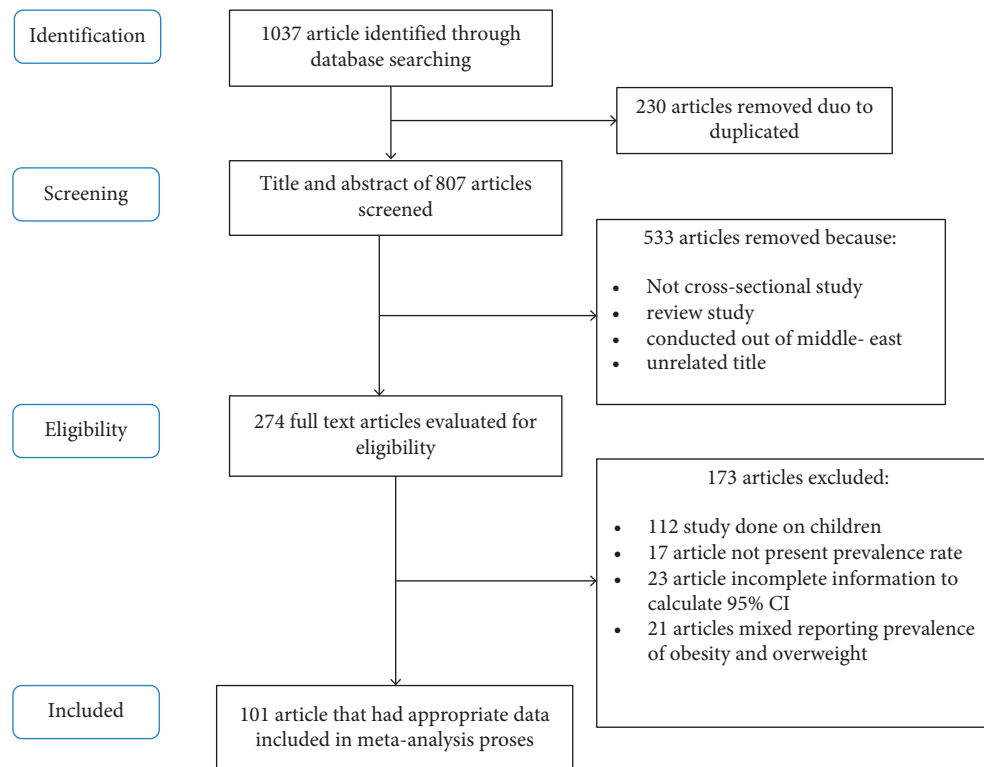 Identification
1037 article identified through
database searching
230 articles removed duo to
duplicated
Screening
Title and abstract of 807 articles
screened
533 articles removed because:
• Not cross-sectional study
• review study
• conducted out of middle- east
• unrelated title
Eligibility
274 full text articles evaluated for
eligibility
173 articles excluded:
• 112 study done on children
• 17 article not present prevalence rate
• 23 article incomplete information to
calculate 95% CI
• 21 articles mixed reporting prevalence
of obesity and overweight
Included
101 article that had appropriate data
included in meta-analysis proses